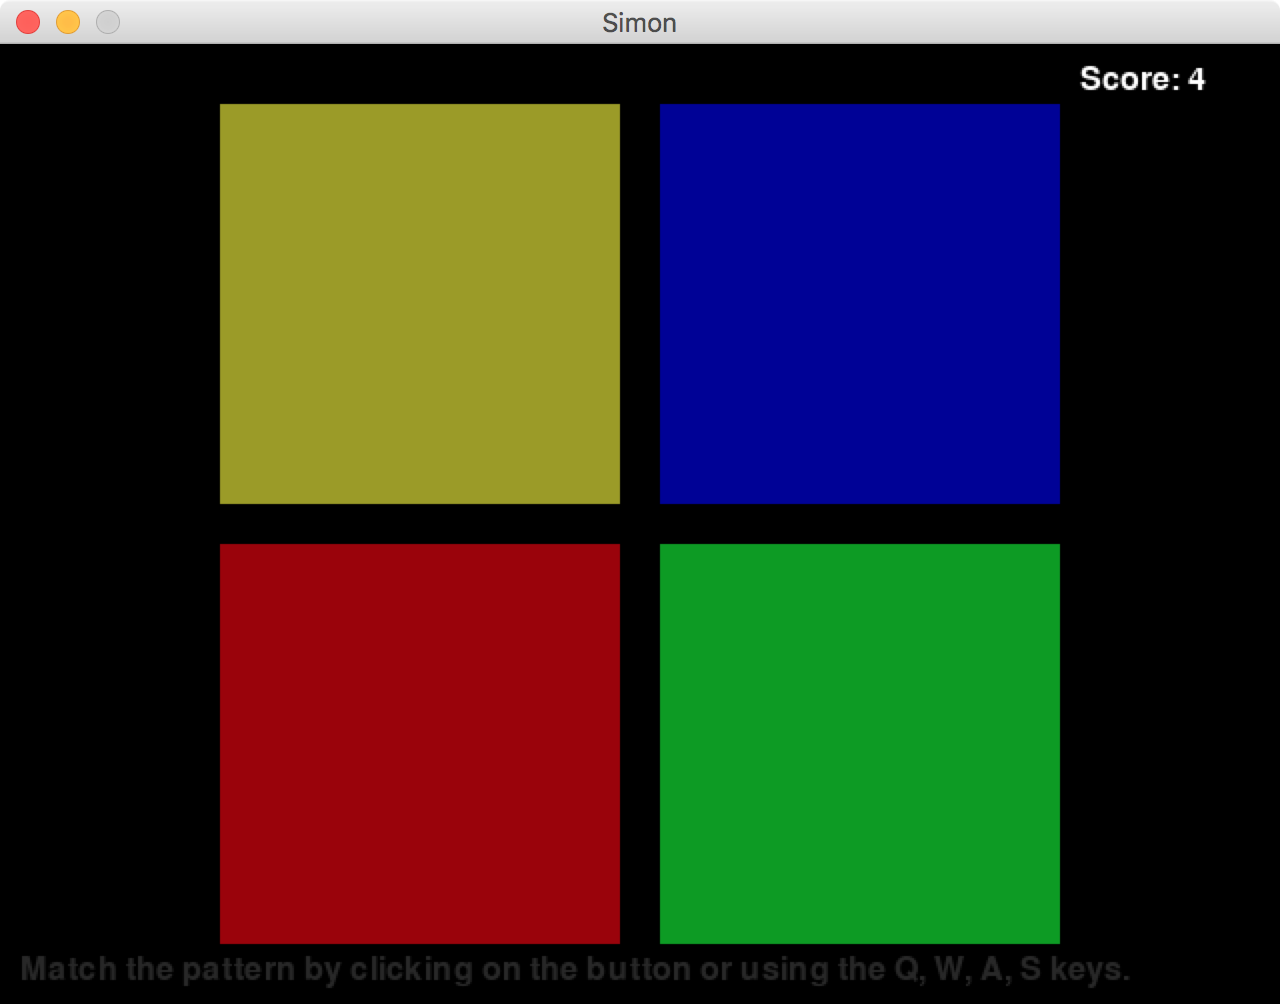 Simon
Score: 4
Match the pattern by clicking on the button or using the Q, W, A, S keys.